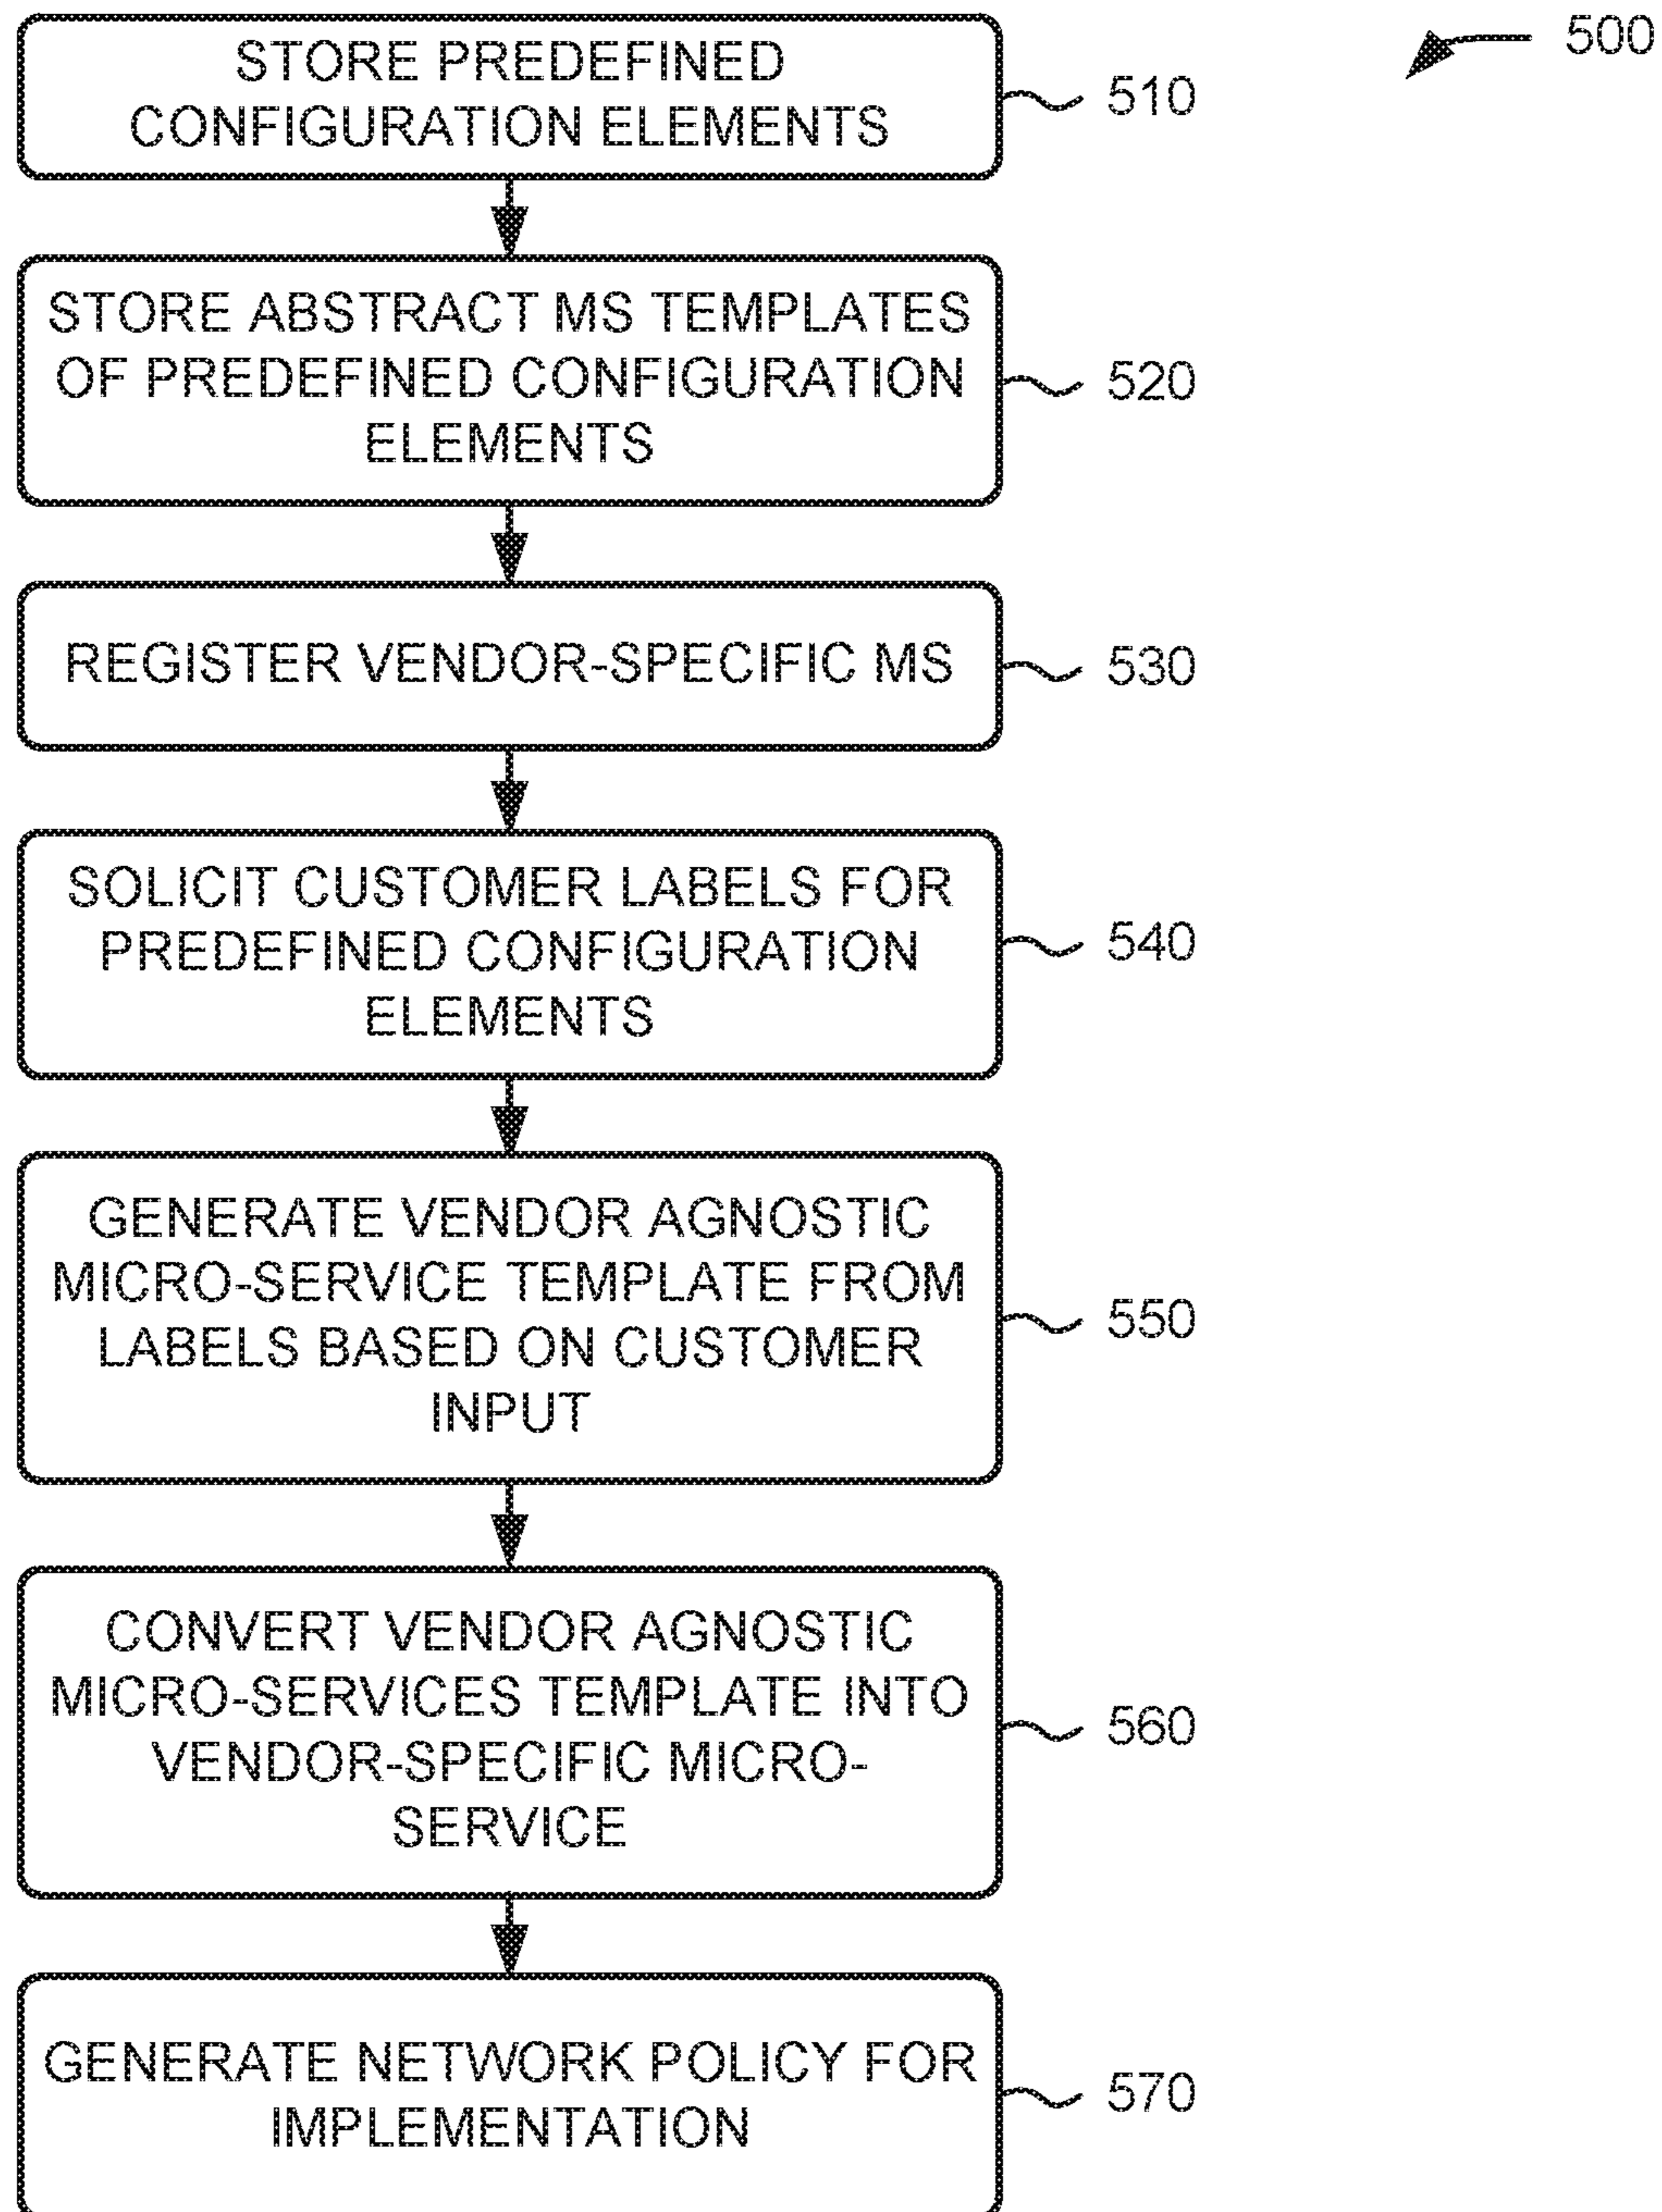 500
STORE PREDEFINED
CONFIGURATION ELEMENTS
510
STORE ABSTRACT MS TEMPLATES
OF PREDEFINED CONFIGURATION
ELEMENTS
520
REGISTER VENDOR-SPECIFIC MS
530
SOLICIT CUSTOMER LABELS FOR
PREDEFINED CONFIGURATION
ELEMENTS
540
GENERATE VENDOR AGNOSTIC
MICRO-SERVICE TEMPLATE FROM
LABELS BASED ON CUSTOMER
INPUT
550
CONVERT VENDOR AGNOSTIC
MICRO-SERVICES TEMPLATE INTO
VENDOR-SPECIFIC MICRO-
SERVICE
560
GENERATE NETWORK POLICY FOR
IMPLEMENTATION
570